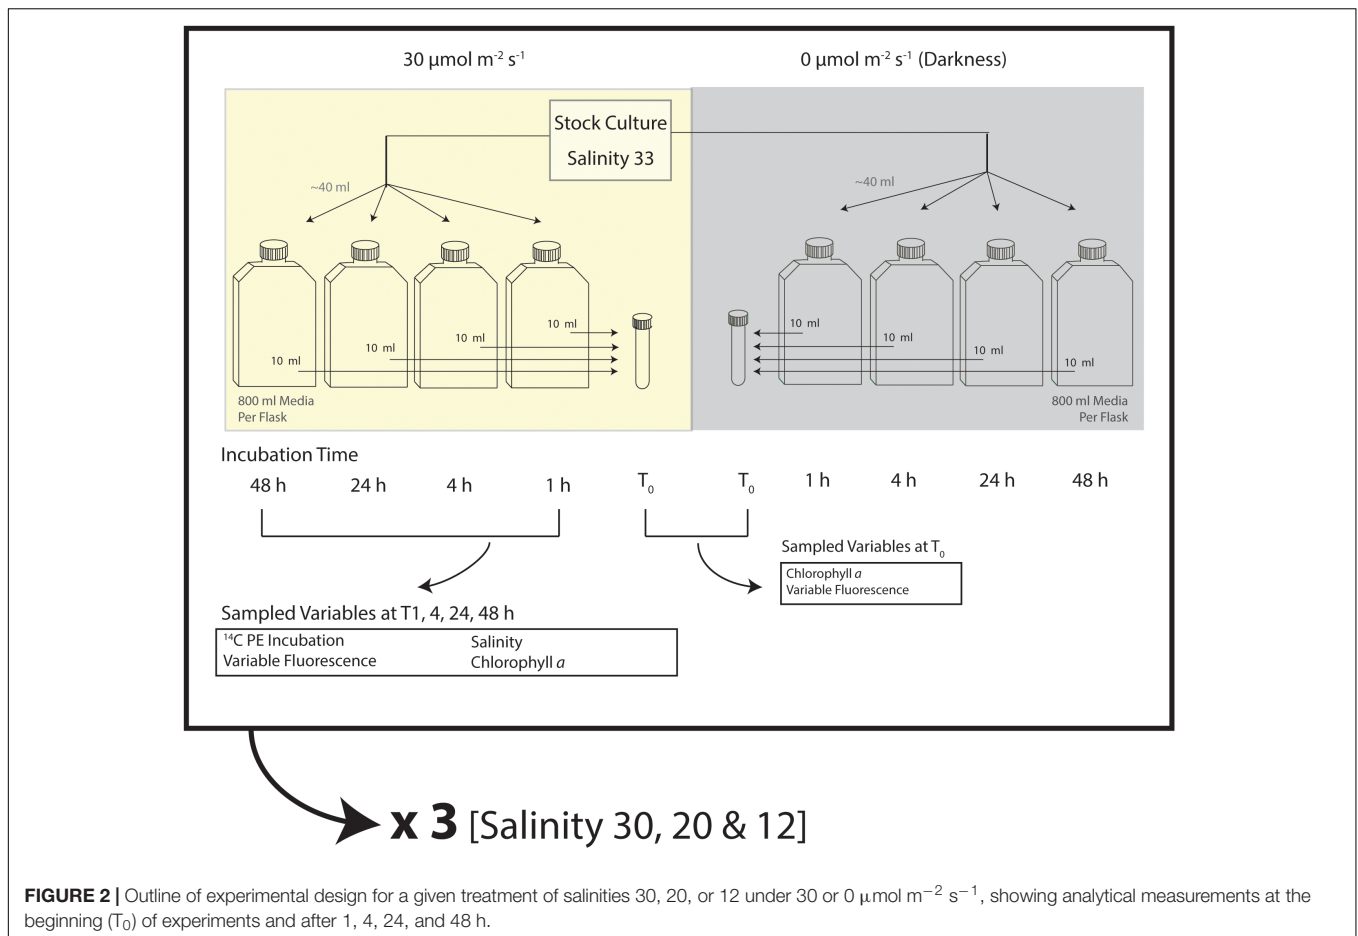 30 µmol m-2 s-1
0 µmol m-2 s-1 (Darkness)
Stock Culture
Salinity 33
~40 ml
~40 ml
10 ml
10 ml
10 ml
10 ml
10 ml
10 ml
10 ml
10 ml
800 ml Media
Per Flask
800 ml Media
Per Flask
Incubation Time
48 h 24 h 4 h 1 h T0 T0 1 h 4 h 24 h 48 h
Sampled Variables at T0
Chlorophyll a
Variable Fluorescence
Sampled Variables at T1, 4, 24, 48 h
14C PE Incubation Salinity
Variable Fluorescence Chlorophyll a
x 3 [Salinity 30, 20 & 12]
FIGURE 2 | Outline of experimental design for a given treatment of salinities 30, 20, or 12 under 30 or 0 µmol m−2 s−1, showing analytical measurements at the
beginning (T0) of experiments and after 1, 4, 24, and 48 h.